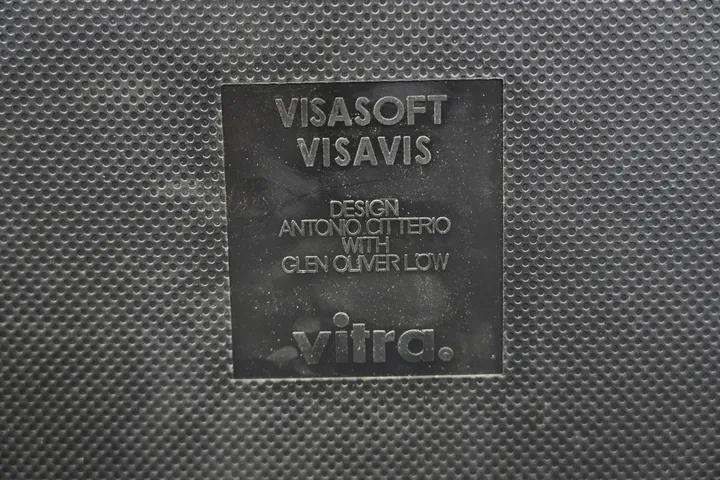 VISASOFT
VISAVIS
DESIGN
ANTONIO CITTERIO
WITH
GLEN OLIVER LÖW
vitra.